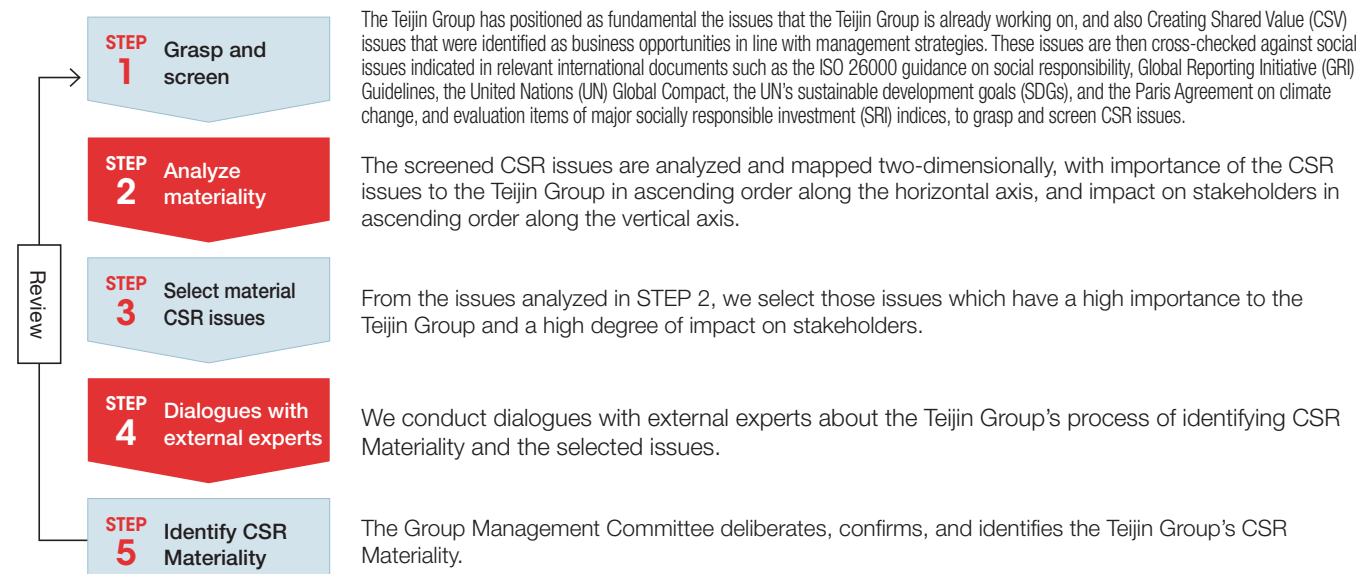 STEP
1
Grasp and
screen
The Teijin Group has positioned as fundamental the issues that the Teijin Group is already working on, and also Creating Shared Value (CSV)
issues that were identified as business opportunities in line with management strategies. These issues are then cross-checked against social
issues indicated in relevant international documents such as the ISO 26000 guidance on social responsibility, Global Reporting Initiative (GRI)
Guidelines, the United Nations (UN) Global Compact, the UN's sustainable development goals (SDGs), and the Paris Agreement on climate
change, and evaluation items of major socially responsible investment (SRI) indices, to grasp and screen CSR issues.
STEP
2
Analyze
materiality
The screened CSR issues are analyzed and mapped two-dimensionally, with importance of the CSR
issues to the Teijin Group in ascending order along the horizontal axis, and impact on stakeholders in
ascending order along the vertical axis.
Review
STEP
3
Select material
CSR issues
From the issues analyzed in STEP 2, we select those issues which have a high importance to the
Teijin Group and a high degree of impact on stakeholders.
STEP
4
Dialogues with
external experts
We conduct dialogues with external experts about the Teijin Group's process of identifying CSR
Materiality and the selected issues.
STEP
5
Identify CSR
Materiality
The Group Management Committee deliberates, confirms, and identifies the Teijin Group's CSR
Materiality.